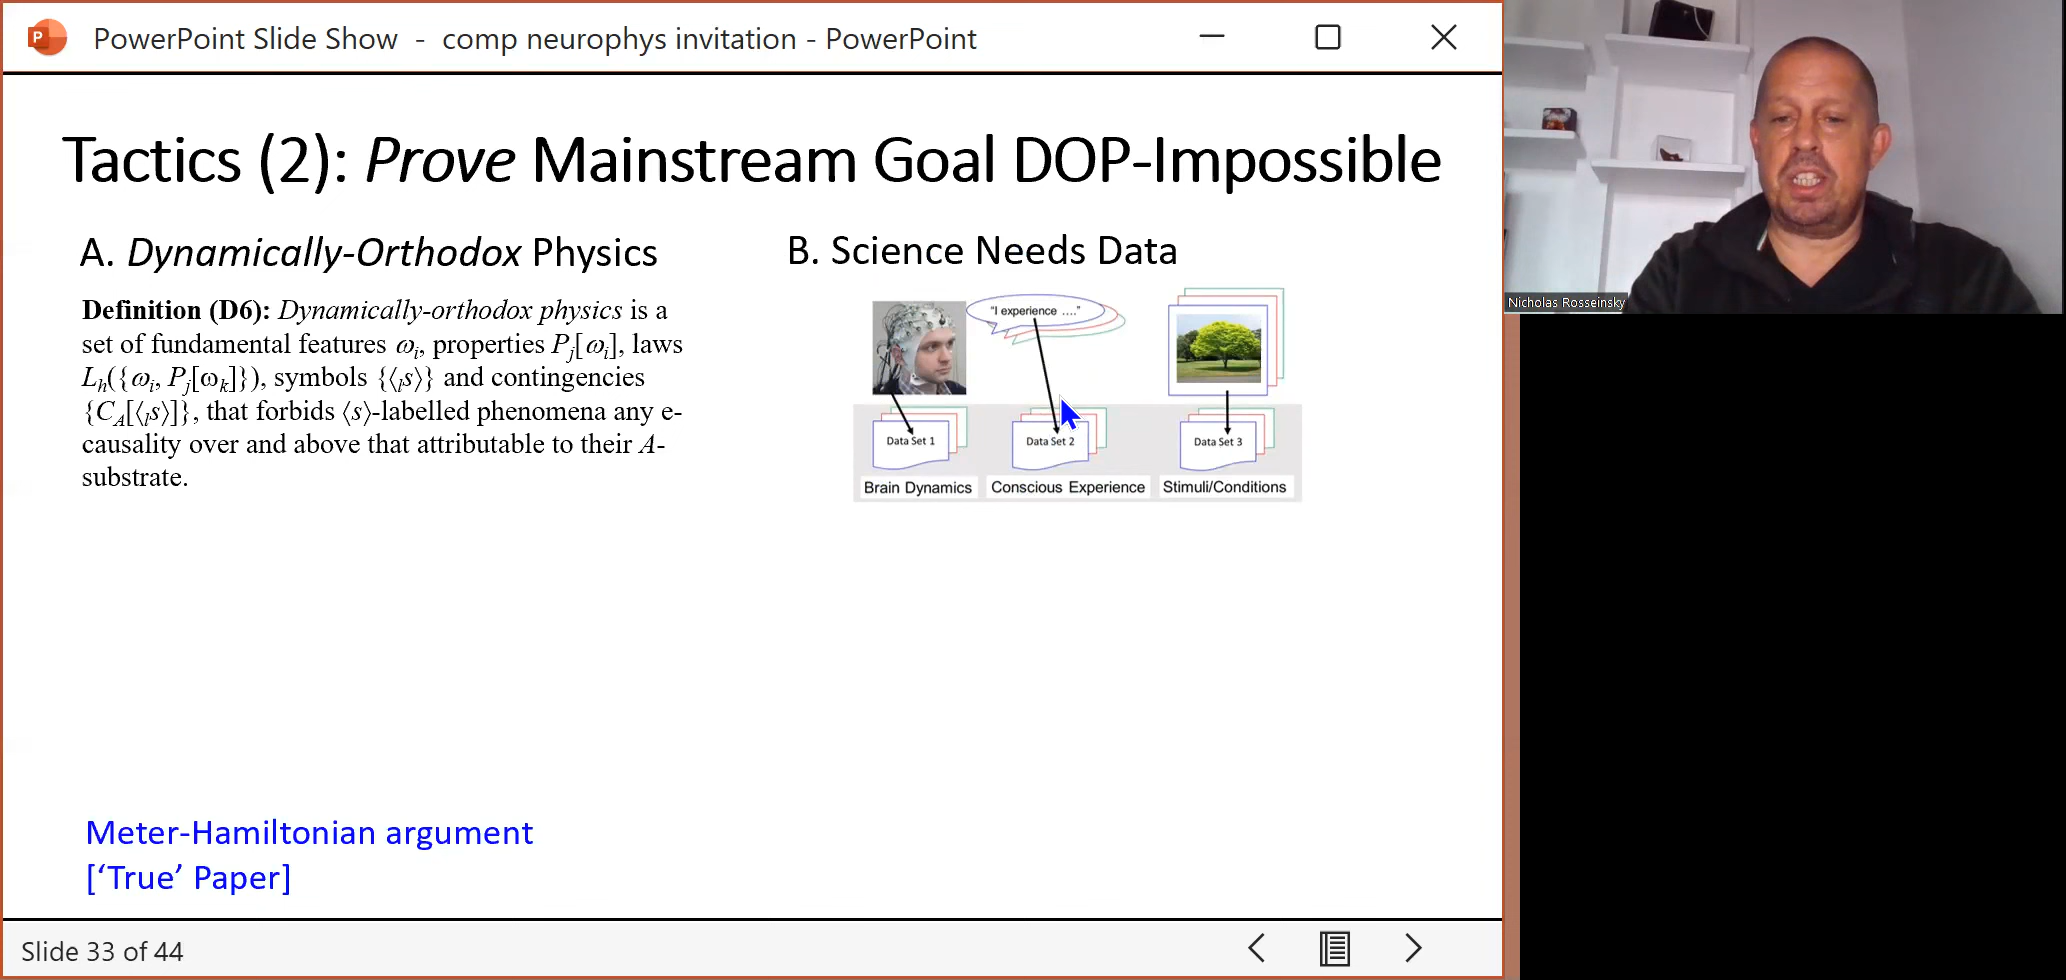 PowerPoint Slide Show - comp neurophys invitation - PowerPoint
Tactics (2): Prove Mainstream Goal DOP-Impossible
A. Dynamically-Orthodox Physics
Definition (D6): Dynamically-orthodox physics is a
set of fundamental features ωi, properties Pj[ωi], laws
Lh({ωi, Pj[ωk]}), symbols {⟨ls⟩} and contingencies
{CA[⟨ls⟩]}, that forbids ⟨s⟩-labelled phenomena any e-
causality over and above that attributable to their A-
substrate.
B. Science Needs Data
"I experience …."
Data Set 1
Data Set 2
Data Set 3
Brain Dynamics
Conscious Experience
Stimuli/Conditions
Meter-Hamiltonian argument
[‘True’ Paper]
Slide 33 of 44
Nicholas Rosseinsky